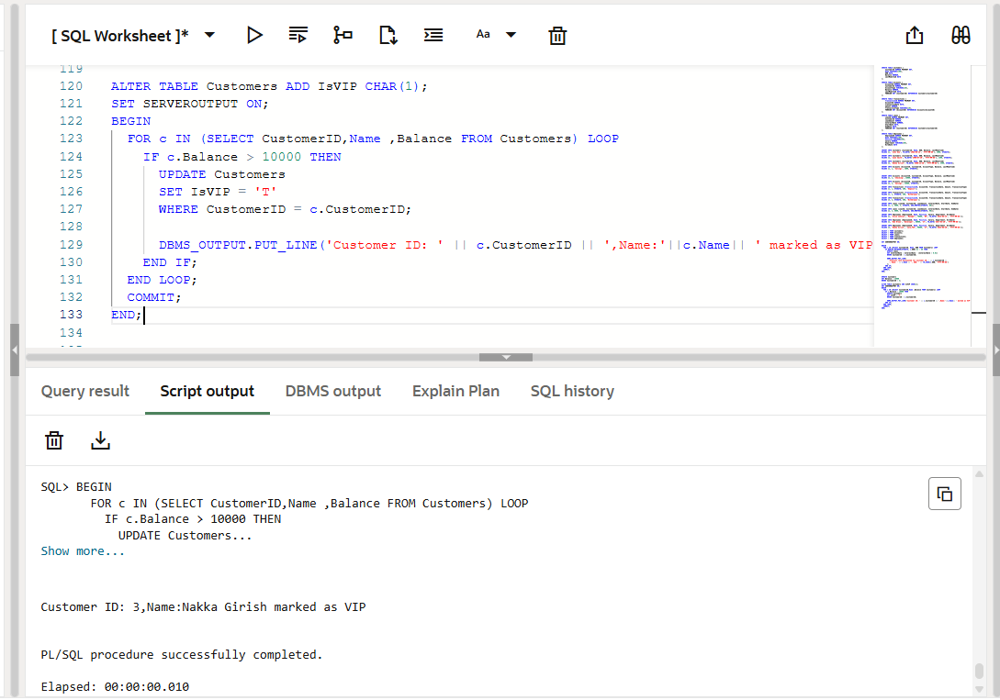 [ SQL Worksheet ]*
Aa
119
120 ALTER TABLE Customers ADD IsVIP CHAR(1);
121 SET SERVEROUTPUT ON;
122 BEGIN
123 FOR c IN (SELECT CustomerID,Name ,Balance FROM Customers) LOOP
124 IF c.Balance > 10000 THEN
125 UPDATE Customers
126 SET IsVIP = 'T'
127 WHERE CustomerID = c.CustomerID;
128
129 DBMS_OUTPUT.PUT_LINE('Customer ID: ' || c.CustomerID || ',Name:'||c.Name|| ' marked as VIP
130 END IF;
131 END LOOP;
132 COMMIT;
133 END;
134
Query result Script output DBMS output Explain Plan SQL history
SQL> BEGIN
FOR c IN (SELECT CustomerID,Name ,Balance FROM Customers) LOOP
IF c.Balance > 10000 THEN
UPDATE Customers...
Show more...
Customer ID: 3,Name:Nakka Girish marked as VIP
PL/SQL procedure successfully completed.
Elapsed: 00:00:00.010